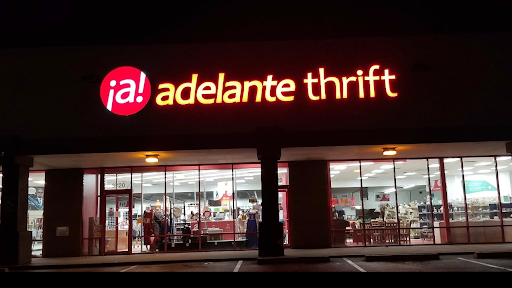 ¡a! adelante thrift